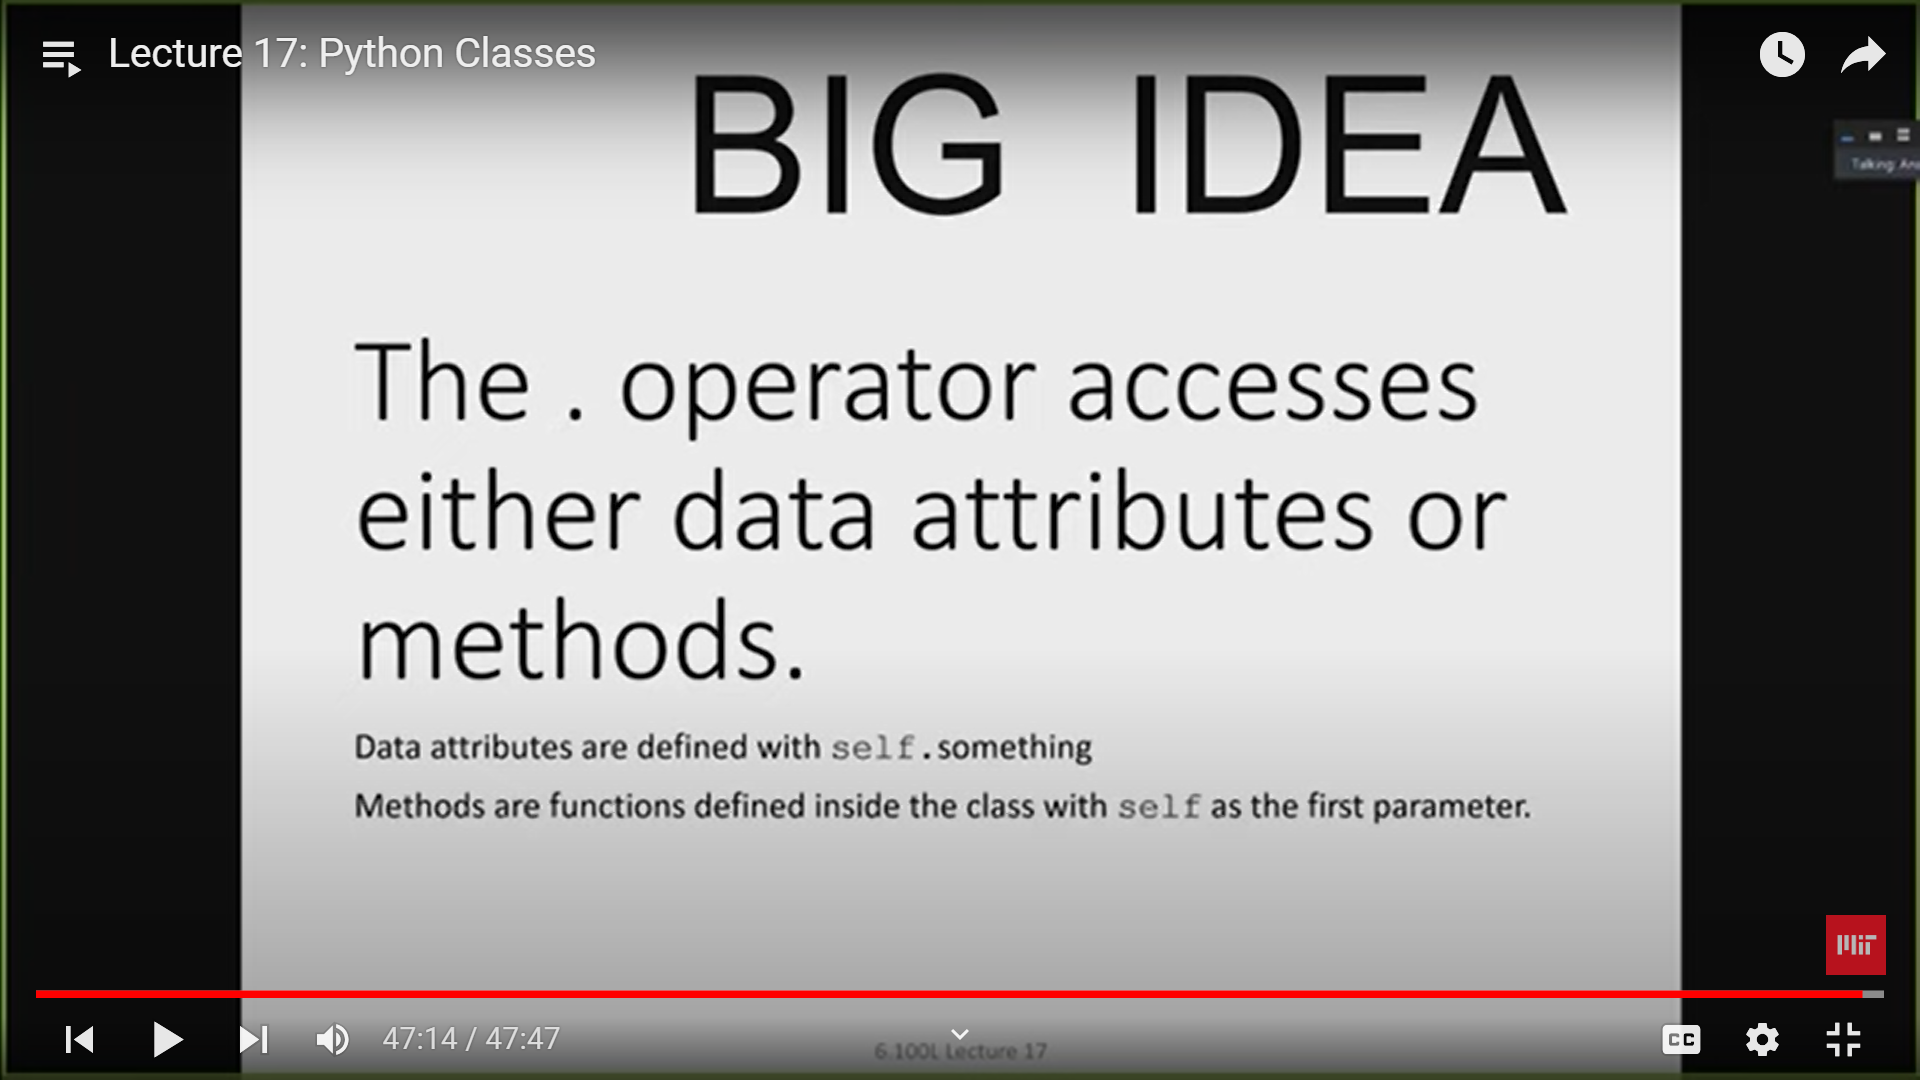 Lecture 17: Python Classes
BIG IDEA
Talking:
The . operator accesses
either data attributes or
methods.
Data attributes are defined with self.something
Methods are functions defined inside the class with self as the first parameter.
MIT
47:14 / 47:47
6.100L Lecture 17
CC